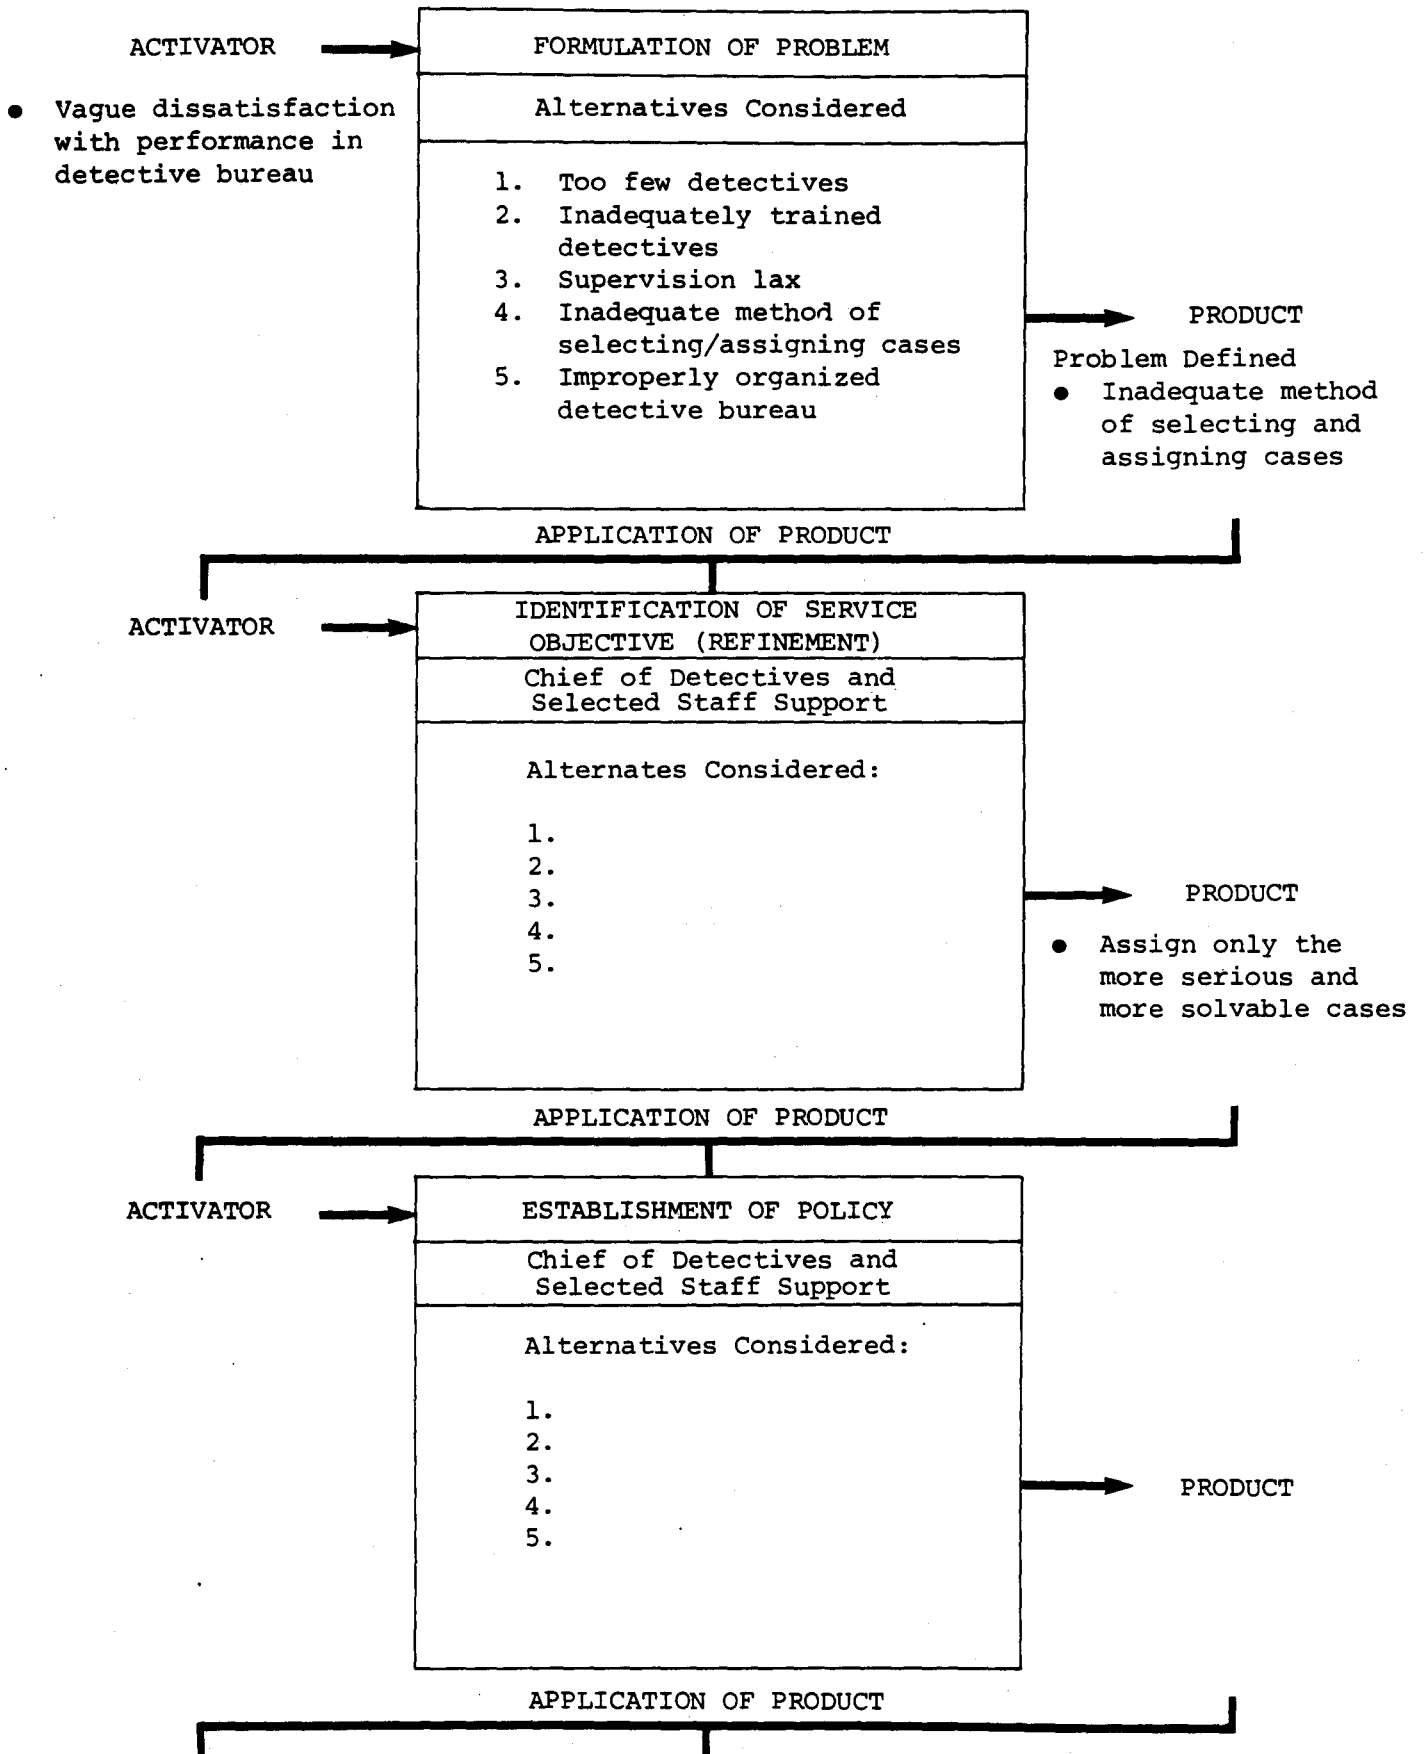 ACTIVATOR
FORMULATION OF PROBLEM
● Vague dissatisfaction
with performance in
detective bureau
Alternatives Considered
1. Too few detectives
2. Inadequately trained
detectives
3. Supervision lax
4. Inadequate method of
selecting/assigning cases
5. Improperly organized
detective bureau
PRODUCT
Problem Defined
● Inadequate method
of selecting and
assigning cases
APPLICATION OF PRODUCT
ACTIVATOR
IDENTIFICATION OF SERVICE
OBJECTIVE (REFINEMENT)
Chief of Detectives and
Selected Staff Support
Alternates Considered:
1.
2.
3.
4.
5.
PRODUCT
● Assign only the
more serious and
more solvable cases
APPLICATION OF PRODUCT
ACTIVATOR
ESTABLISHMENT OF POLICY
Chief of Detectives and
Selected Staff Support
Alternatives Considered:
1.
2.
3.
4.
5.
PRODUCT
APPLICATION OF PRODUCT